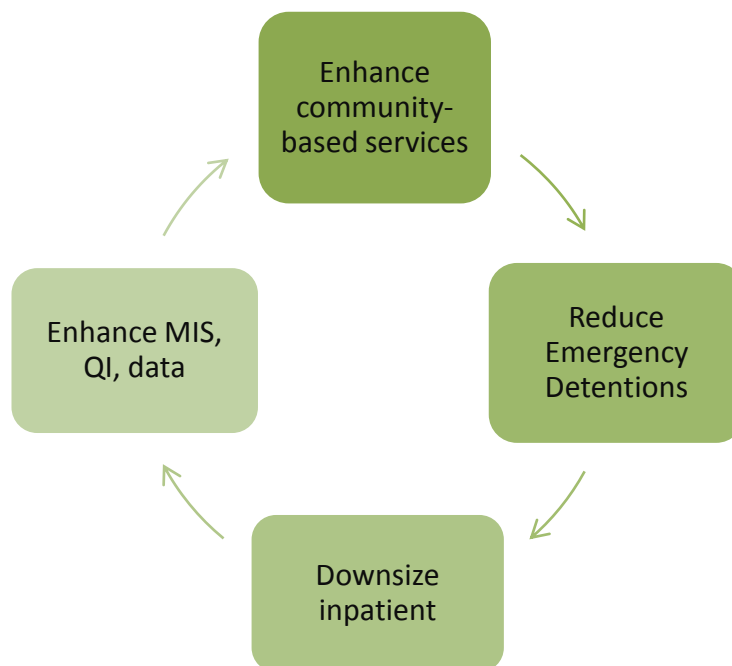 Enhance
community-
based services
Reduce
Emergency
Detentions
Downsize
inpatient
Enhance MIS,
QI, data